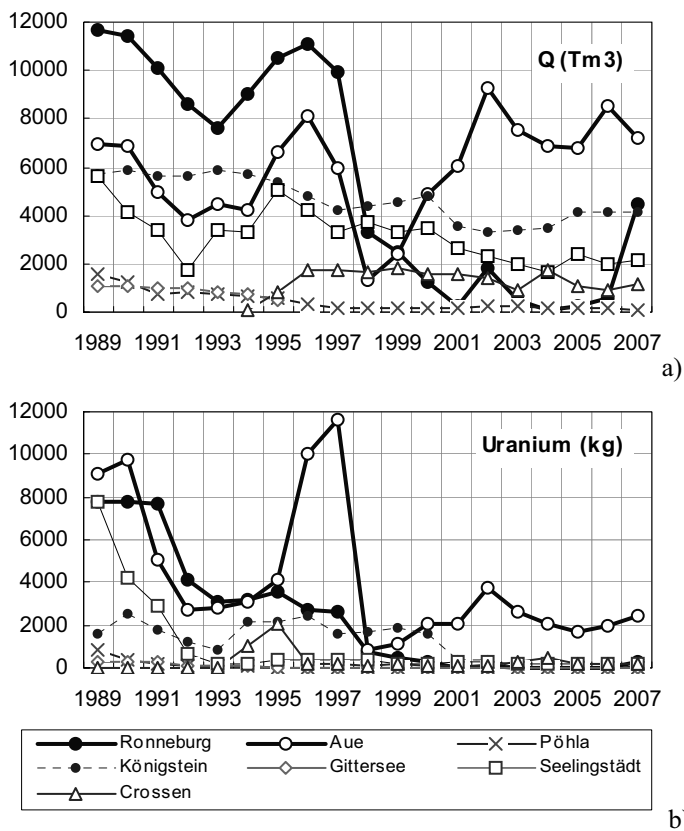 12000
Q (Tm3)
10000
8000
6000
4000
2000
0
1989 1991 1993 1995 1997 1999 2001 2003 2005 2007
a)
12000
Uranium (kg)
10000
8000
6000
4000
2000
0
1989 1991 1993 1995 1997 1999 2001 2003 2005 2007
Ronneburg Aue Pöhla
Königstein Gittersee Seelingstädt
Crossen
b)